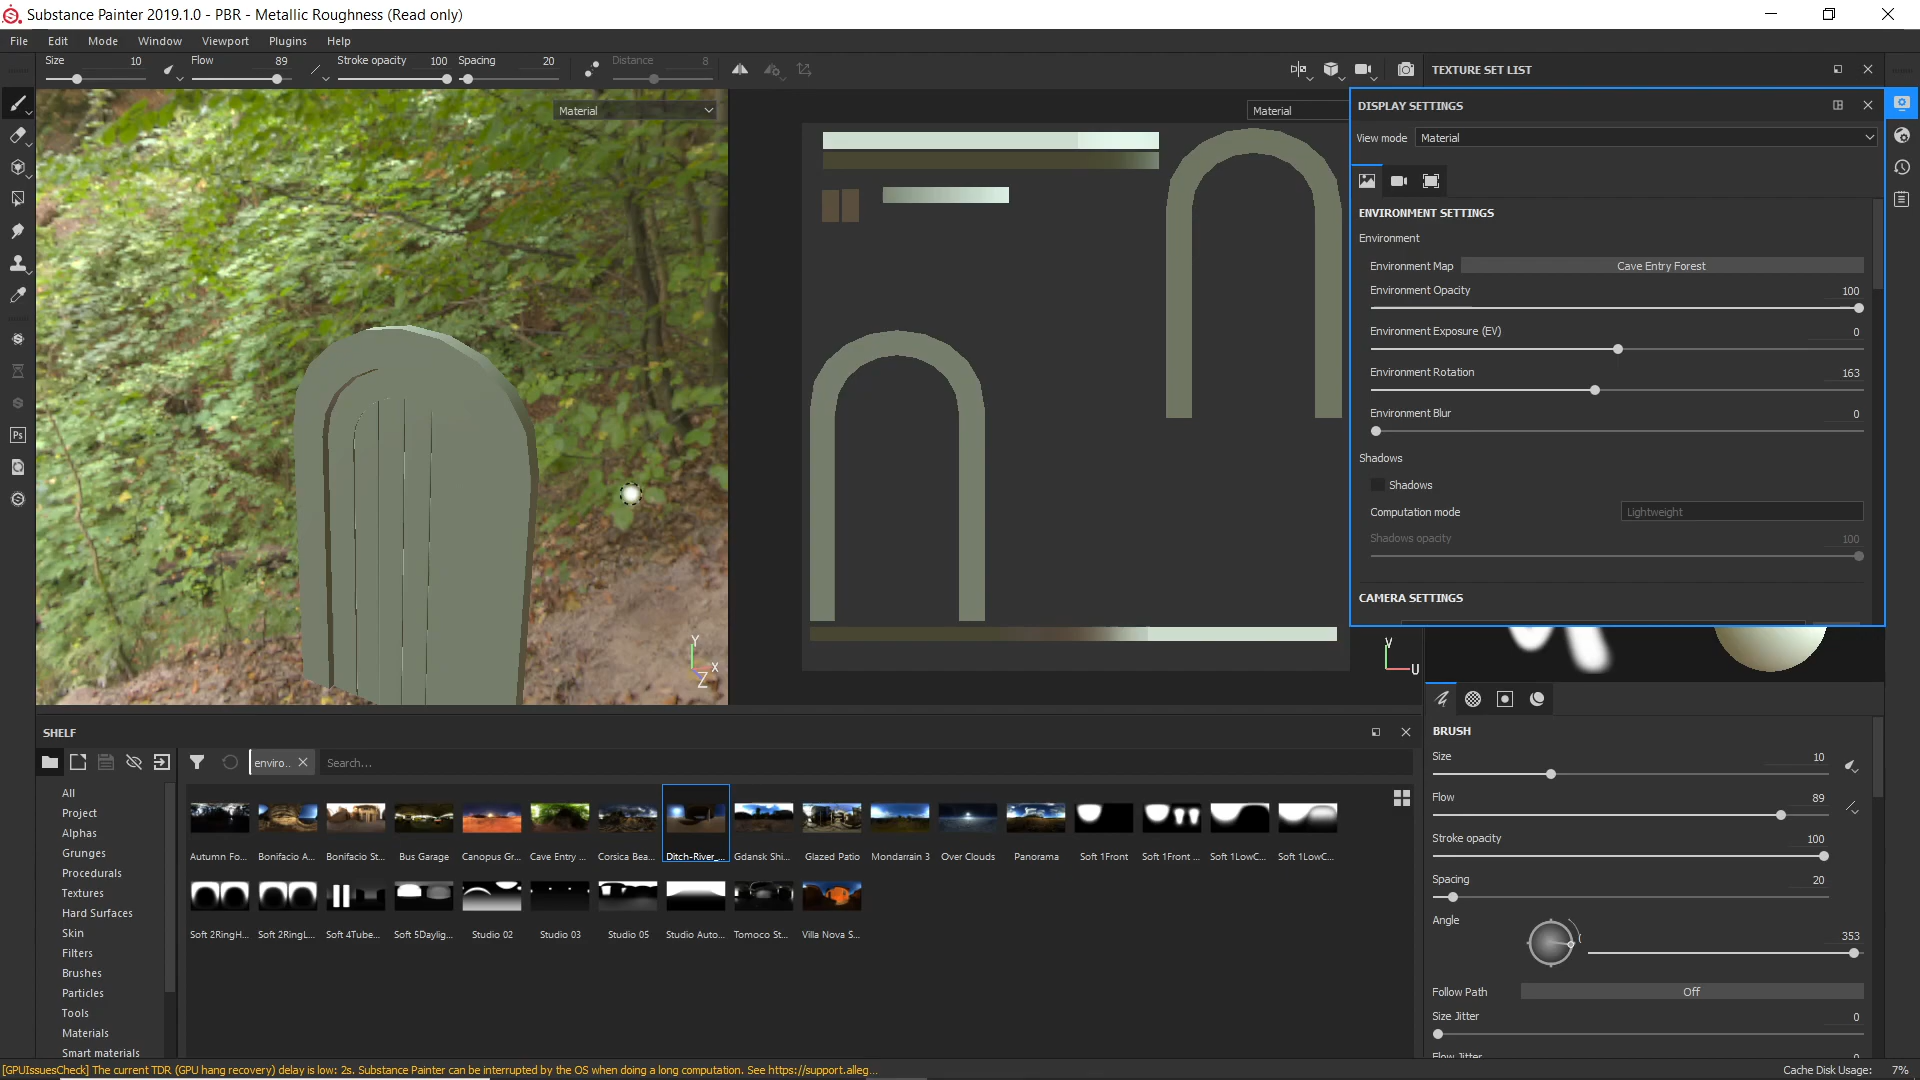 Substance Painter 2019.1.0 - PBR - Metallic Roughness (Read only)
File Edit Mode Window Viewport Plugins Help
Size 10 Flow 89 Stroke opacity 100 Spacing 20 Distance 8
TEXTURE SET LIST
Material
Material
DISPLAY SETTINGS
View mode Material
ENVIRONMENT SETTINGS
Environment
Environment Map Cave Entry Forest
Environment Opacity 100
Environment Exposure (EV) 0
Environment Rotation 163
Environment Blur 0
Shadows
Shadows
Computation mode Lightweight
Shadows opacity 100
CAMERA SETTINGS
Y
X
Z
V
U
Ps
BRUSH
Size 10
Flow 89
Stroke opacity 100
Spacing 20
Angle 353
Follow Path Off
Size Jitter 0
Flow Jitter
SHELF
enviro.. Search...
All
Project
Alphas
Grunges
Procedurals
Textures
Hard Surfaces
Skin
Filters
Brushes
Particles
Tools
Materials
Smart materials
Autumn Fo... Bonifacio A... Bonifacio St... Bus Garage Canopus Gr... Cave Entry ... Corsica Bea... Ditch-River_... Gdansk Shi... Glazed Patio Mondarrain 3 Over Clouds Panorama Soft 1Front Soft 1Front ... Soft 1LowC... Soft 1LowC...
Soft 2RingH... Soft 2RingL... Soft 4Tube... Soft 5Daylig... Studio 02 Studio 03 Studio 05 Studio Auto... Tomoco St... Villa Nova S...
[GPUIssuesCheck] The current TDR (GPU hang recovery) delay is low: 2s. Substance Painter can be interrupted by the OS when doing a long computation. See https://support.alleg...
Cache Disk Usage: 7%